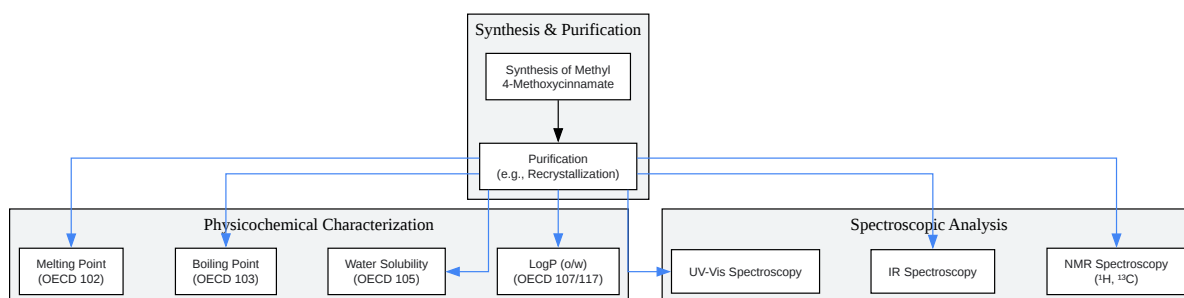 Synthesis & Purification
Synthesis of Methyl
4-Methoxycinnamate
Purification
(e.g., Recrystallization)
Physicochemical Characterization
Melting Point
(OECD 102)
Boiling Point
(OECD 103)
Water Solubility
(OECD 105)
LogP (o/w)
(OECD 107/117)
Spectroscopic Analysis
UV-Vis Spectroscopy
IR Spectroscopy
NMR Spectroscopy
(¹H, ¹³C)